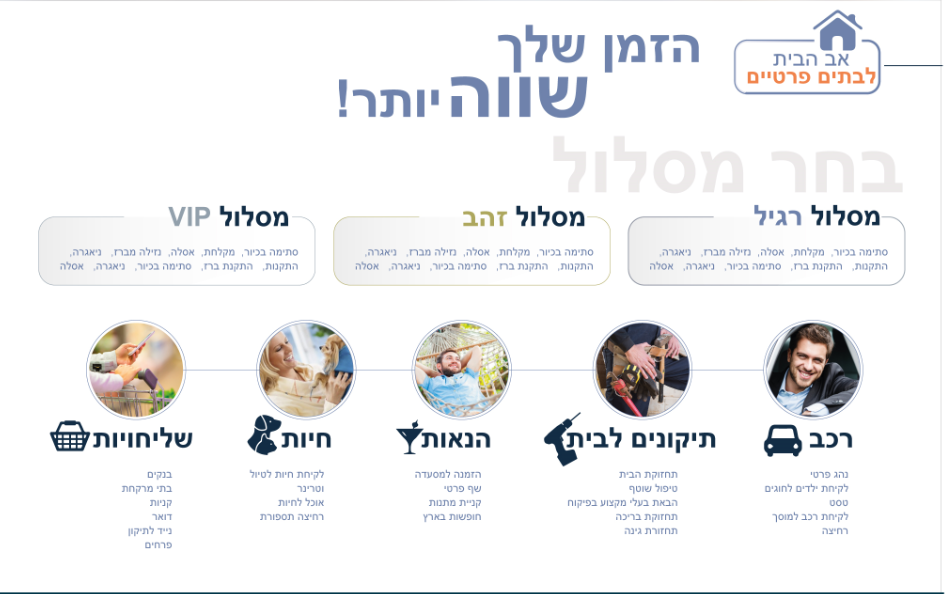 אב הבית
לבתים פרטיים
הזמן שלך
שווה יותר!
בחר מסלול
מסלול רגיל
סתימה בכיור, מקלחת, אסלה, נזילה מברז, ניאגרה,
התקנות, התקנת ברז, סתימה בכיור, ניאגרה, אסלה
מסלול זהב
סתימה בכיור, מקלחת, אסלה, נזילה מברז, ניאגרה,
התקנות, התקנת ברז, סתימה בכיור, ניאגרה, אסלה
מסלול VIP
סתימה בכיור, מקלחת, אסלה, נזילה מברז, ניאגרה,
התקנות, התקנת ברז, סתימה בכיור, ניאגרה, אסלה
רכב
נהג פרטי
לקיחת ילדים לחוגים
טסט
לקיחת רכב למוסך
רחיצה
תיקונים לבית
תחזוקת הבית
טיפול שוטף
הבאת בעלי מקצוע בפיקוח
תחזוקת בריכה
תחזורת גינה
הנאות
הזמנה למסעדה
שף פרטי
קניית מתנות
חופשות בארץ
חיות
לקיחת חיות לטיול
וטרינר
אוכל לחיות
רחיצה תספורת
שליחויות
בנקים
בתי מרקחת
קניות
דואר
נייד לתיקון
פרחים